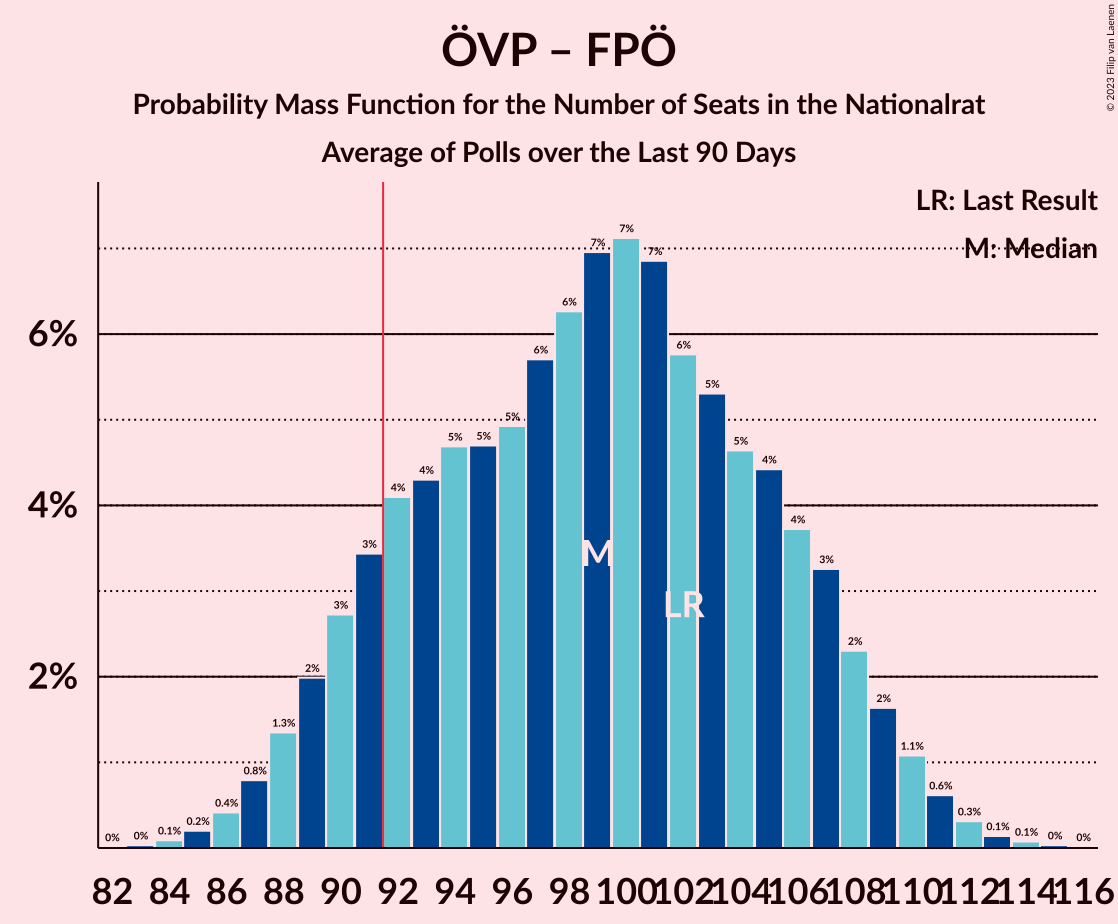 ÖVP – FPÖ
Probability Mass Function for the Number of Seats in the Nationalrat
Average of Polls over the Last 90 Days
© 2023 Filip van Laenen
LR: Last Result
M: Median
6%
4%
2%
0% 0% 0.1% 0.2% 0.4% 0.8% 1.3% 2% 3% 3% 4% 4% 5% 5% 5% 6% 6% 7% 7% 7% 6% 5% 5% 4% 4% 3% 2% 2% 1.1% 0.6% 0.3% 0.1% 0.1% 0% 0%
M
LR
82 84 86 88 90 92 94 96 98 100 102 104 106 108 110 112 114 116